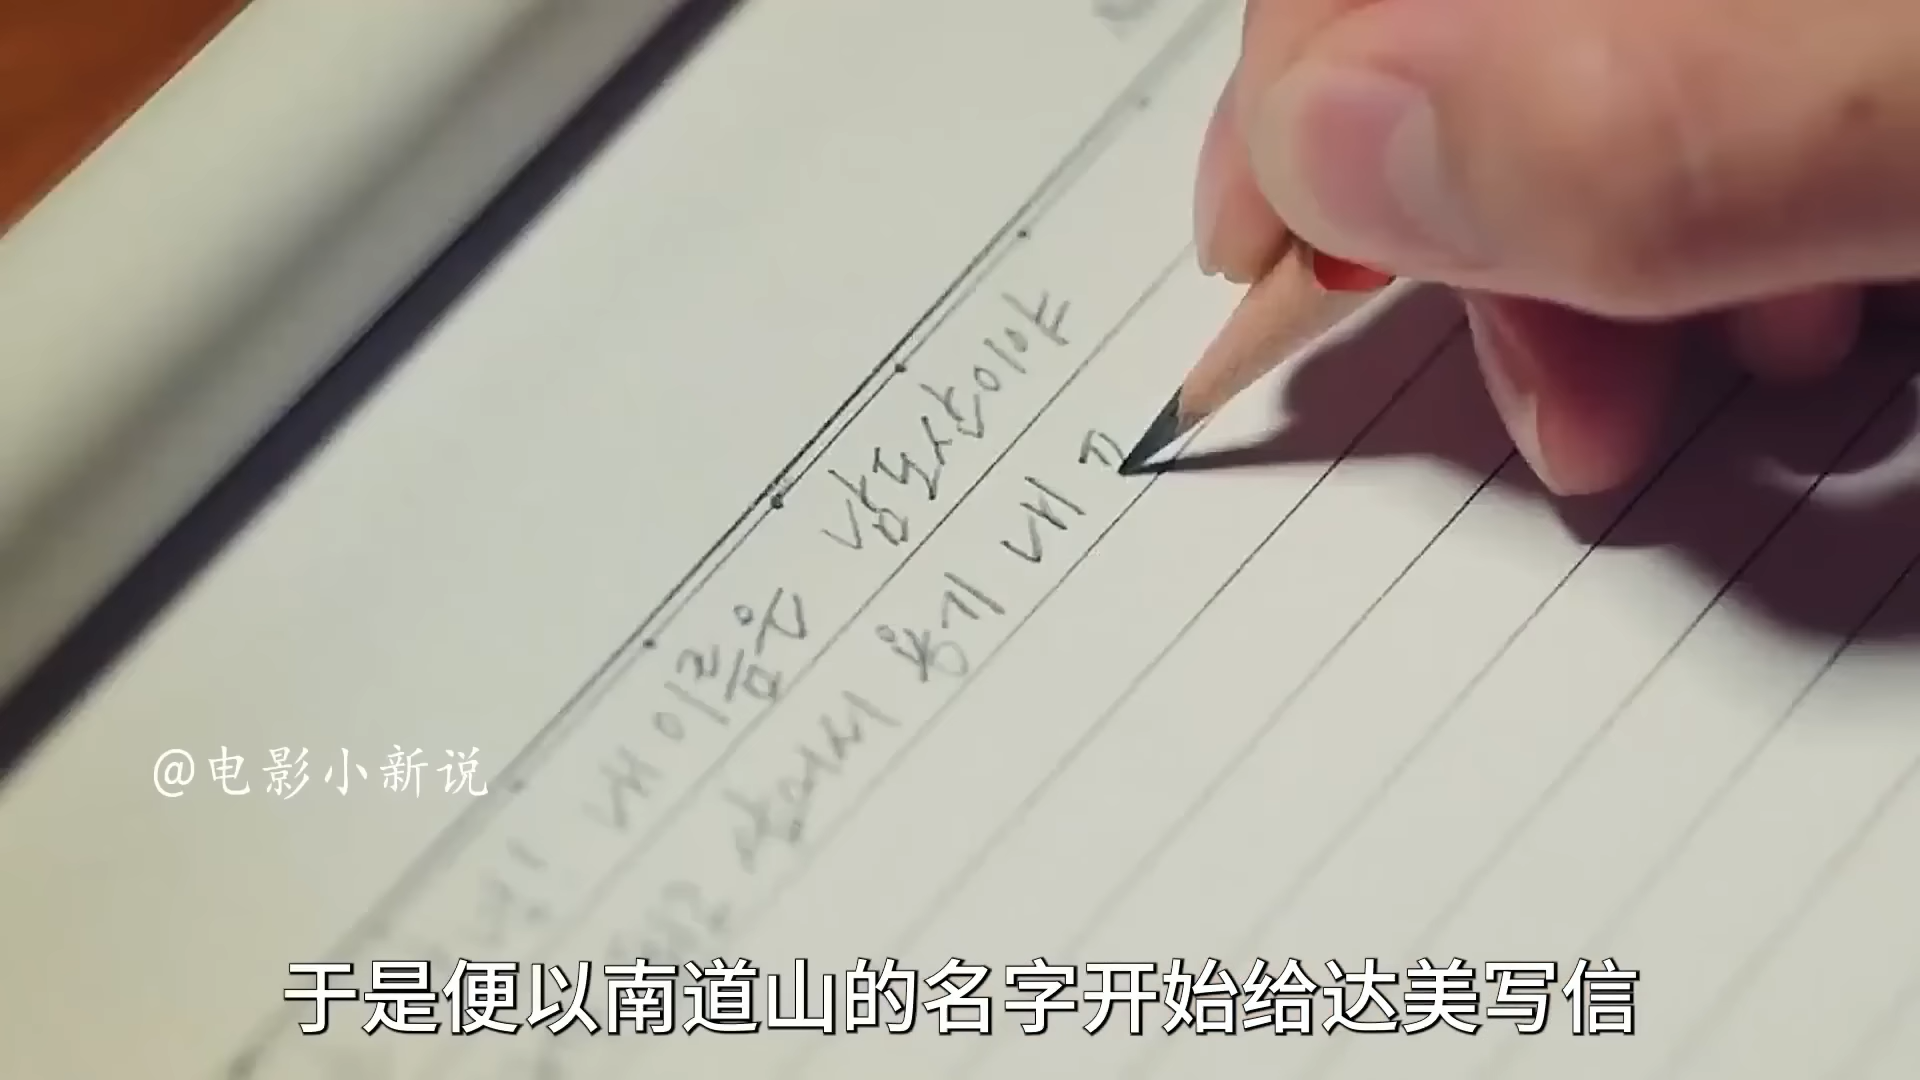 내 이름은 남도산이야
용기 내
@电影小新说
于是便以南道山的名字开始给达美写信